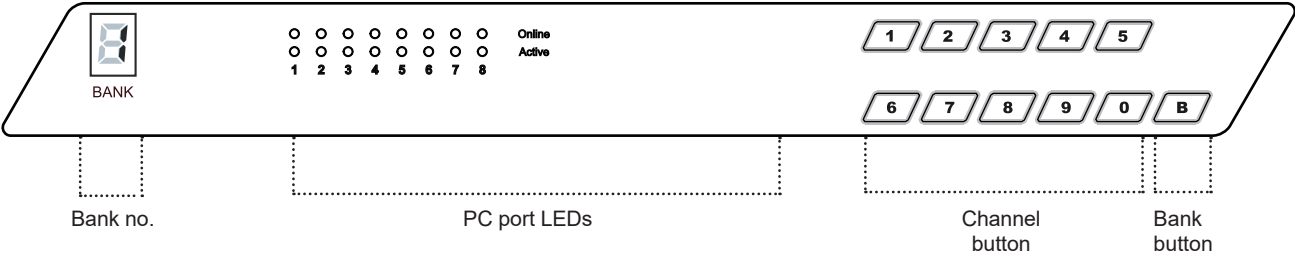 1
BANK
Online
Active
1 2 3 4 5 6 7 8
1 2 3 4 5
6 7 8 9 0 B
Bank no.
PC port LEDs
Channel
button
Bank
button